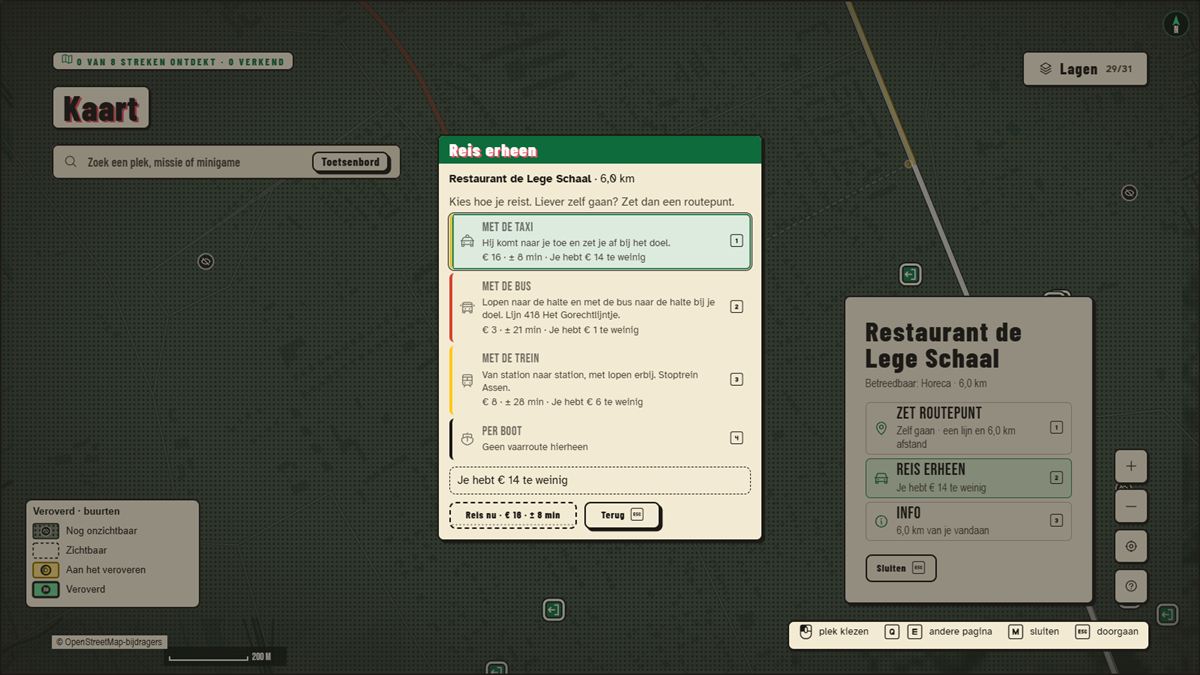 0 VAN 8 STREKEN ONTDEKT · 0 VERKEND
Kaart
Zoek een plek, missie of minigame
Toetsenbord
Lagen 29/31
Reis erheen
Restaurant de Lege Schaal · 6,0 km
Kies hoe je reist. Liever zelf gaan? Zet dan een routepunt.
MET DE TAXI
Hij komt naar je toe en zet je af bij het doel.
€ 16 · ± 8 min · Je hebt € 14 te weinig
1
MET DE BUS
Lopen naar de halte en met de bus naar de halte bij je
doel. Lijn 418 Het Gorechtlijntje.
€ 3 · ± 21 min · Je hebt € 1 te weinig
2
MET DE TREIN
Van station naar station, met lopen erbij. Stoptrein
Assen.
€ 8 · ± 28 min · Je hebt € 6 te weinig
3
PER BOOT
Geen vaarroute hierheen
4
Je hebt € 14 te weinig
Reis nu · € 16 · ± 8 min
Terug ESC
Restaurant de
Lege Schaal
Betreedbaar: Horeca · 6,0 km
ZET ROUTEPUNT
Zelf gaan · een lijn en 6,0 km
afstand
1
REIS ERHEEN
Je hebt € 14 te weinig
2
INFO
6,0 km van je vandaan
3
Sluiten ESC
Veroverd · buurten
Nog onzichtbaar
Zichtbaar
Aan het veroveren
Veroverd
© OpenStreetMap-bijdragers
200 M
plek kiezen Q E andere pagina M sluiten ESC doorgaan